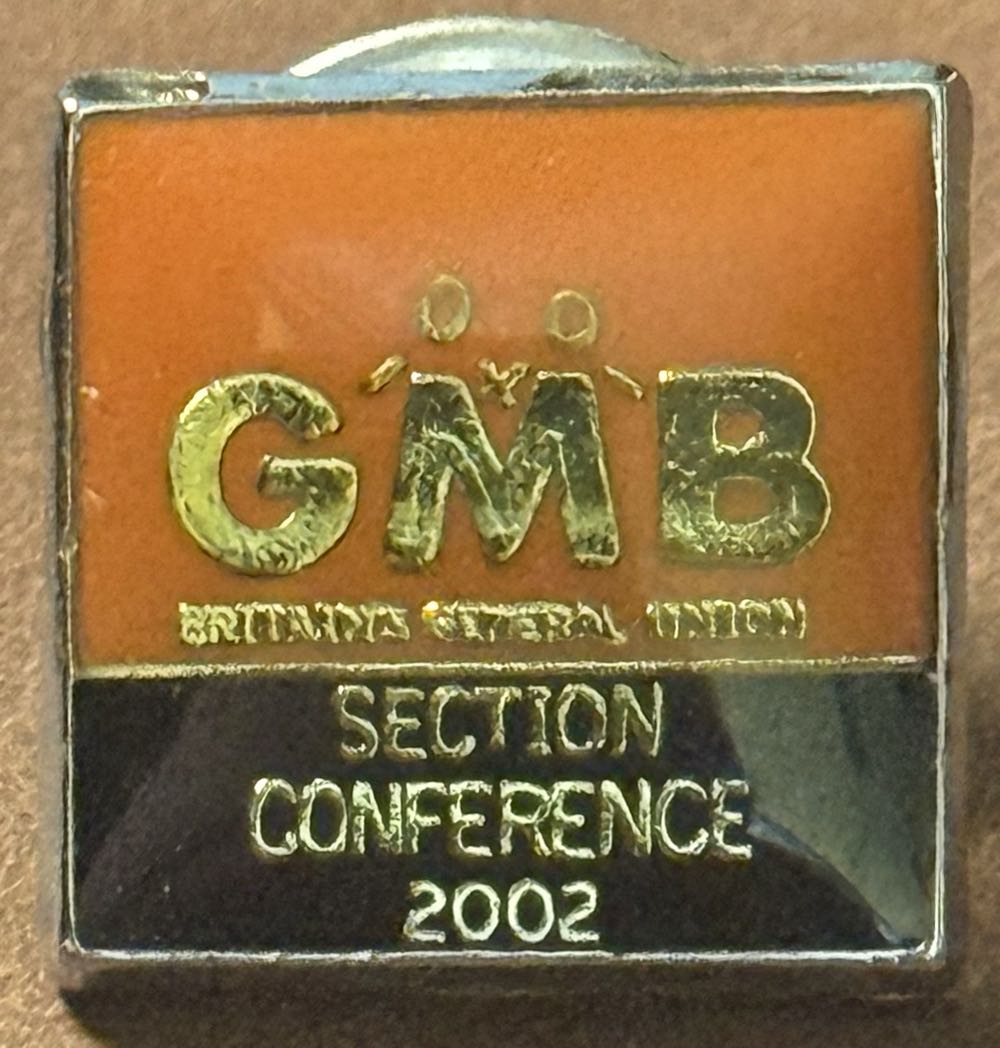 GMB
BRITAIN'S GENERAL UNION
SECTION
CONFERENCE
2002